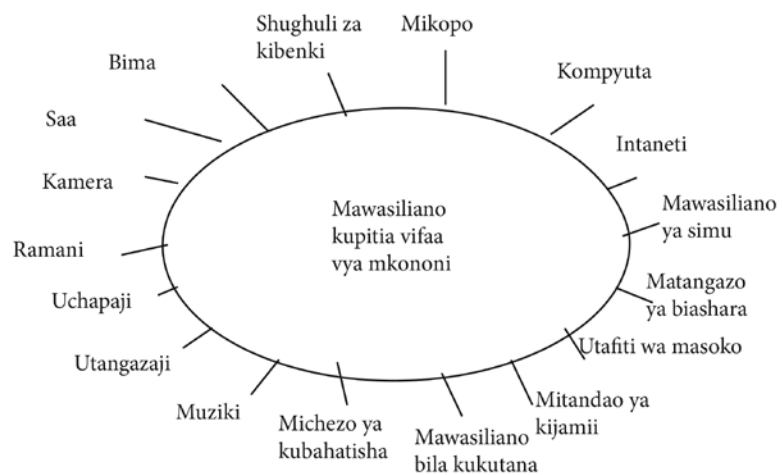 Shughuli za
kibenki
Mikopo
Bima
Kompyuta
Saa
Intaneti
Kamera
Mawasiliano
ya simu
Mawasiliano
kupitia vifaa
vya mkononi
Ramani
Matangazo
ya biashara
Uchapaji
Utafiti wa masoko
Utangazaji
Mitandao ya
kijamii
Muziki
Michezo ya
kubahatisha
Mawasiliano
bila kukutana